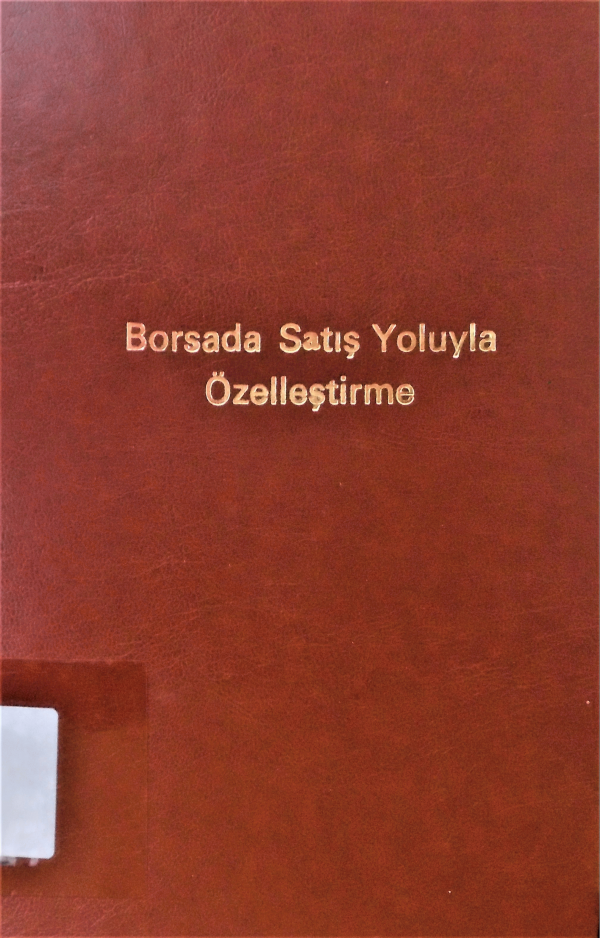 Borsada Satış Yoluyla
Özelleştirme